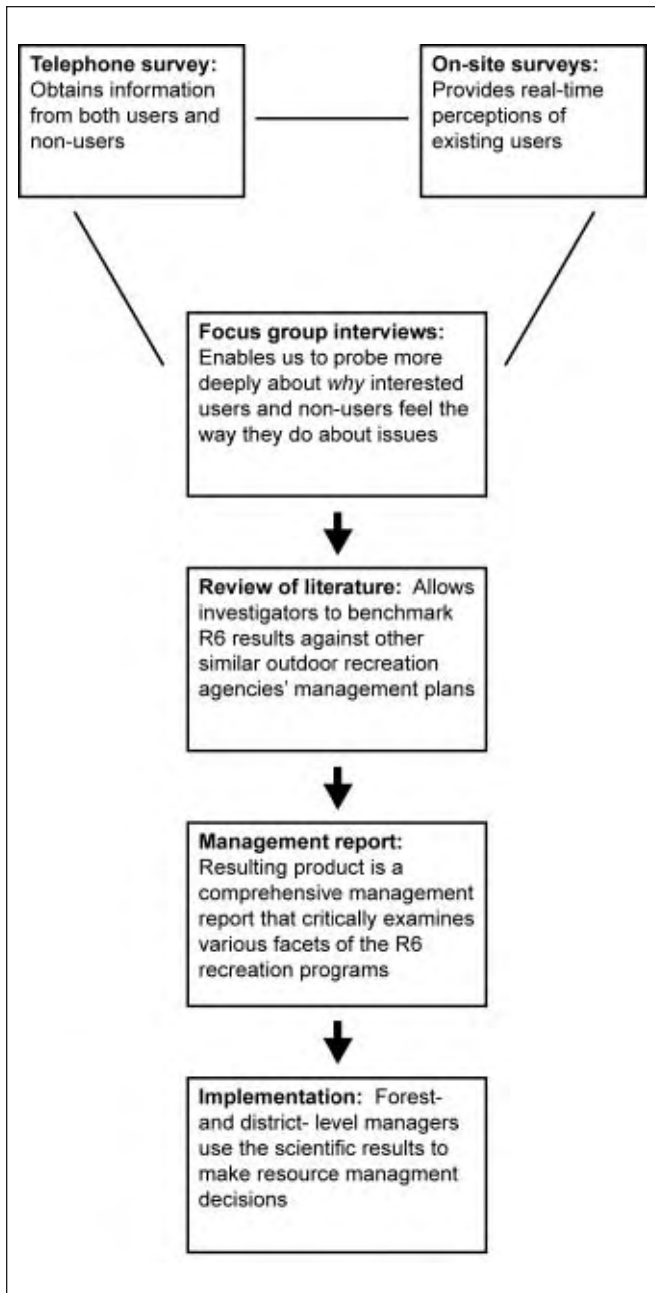 Telephone survey:
Obtains information
from both users and
non-users
On-site surveys:
Provides real-time
perceptions of
existing users
Focus group interviews:
Enables us to probe more
deeply about why interested
users and non-users feel the
way they do about issues
Review of literature: Allows
investigators to benchmark
R6 results against other
similar outdoor recreation
agencies’ management plans
Management report:
Resulting product is a
comprehensive management
report that critically examines
various facets of the R6
recreation programs
Implementation: Forest-
and district- level managers
use the scientific results to
make resource managment
decisions